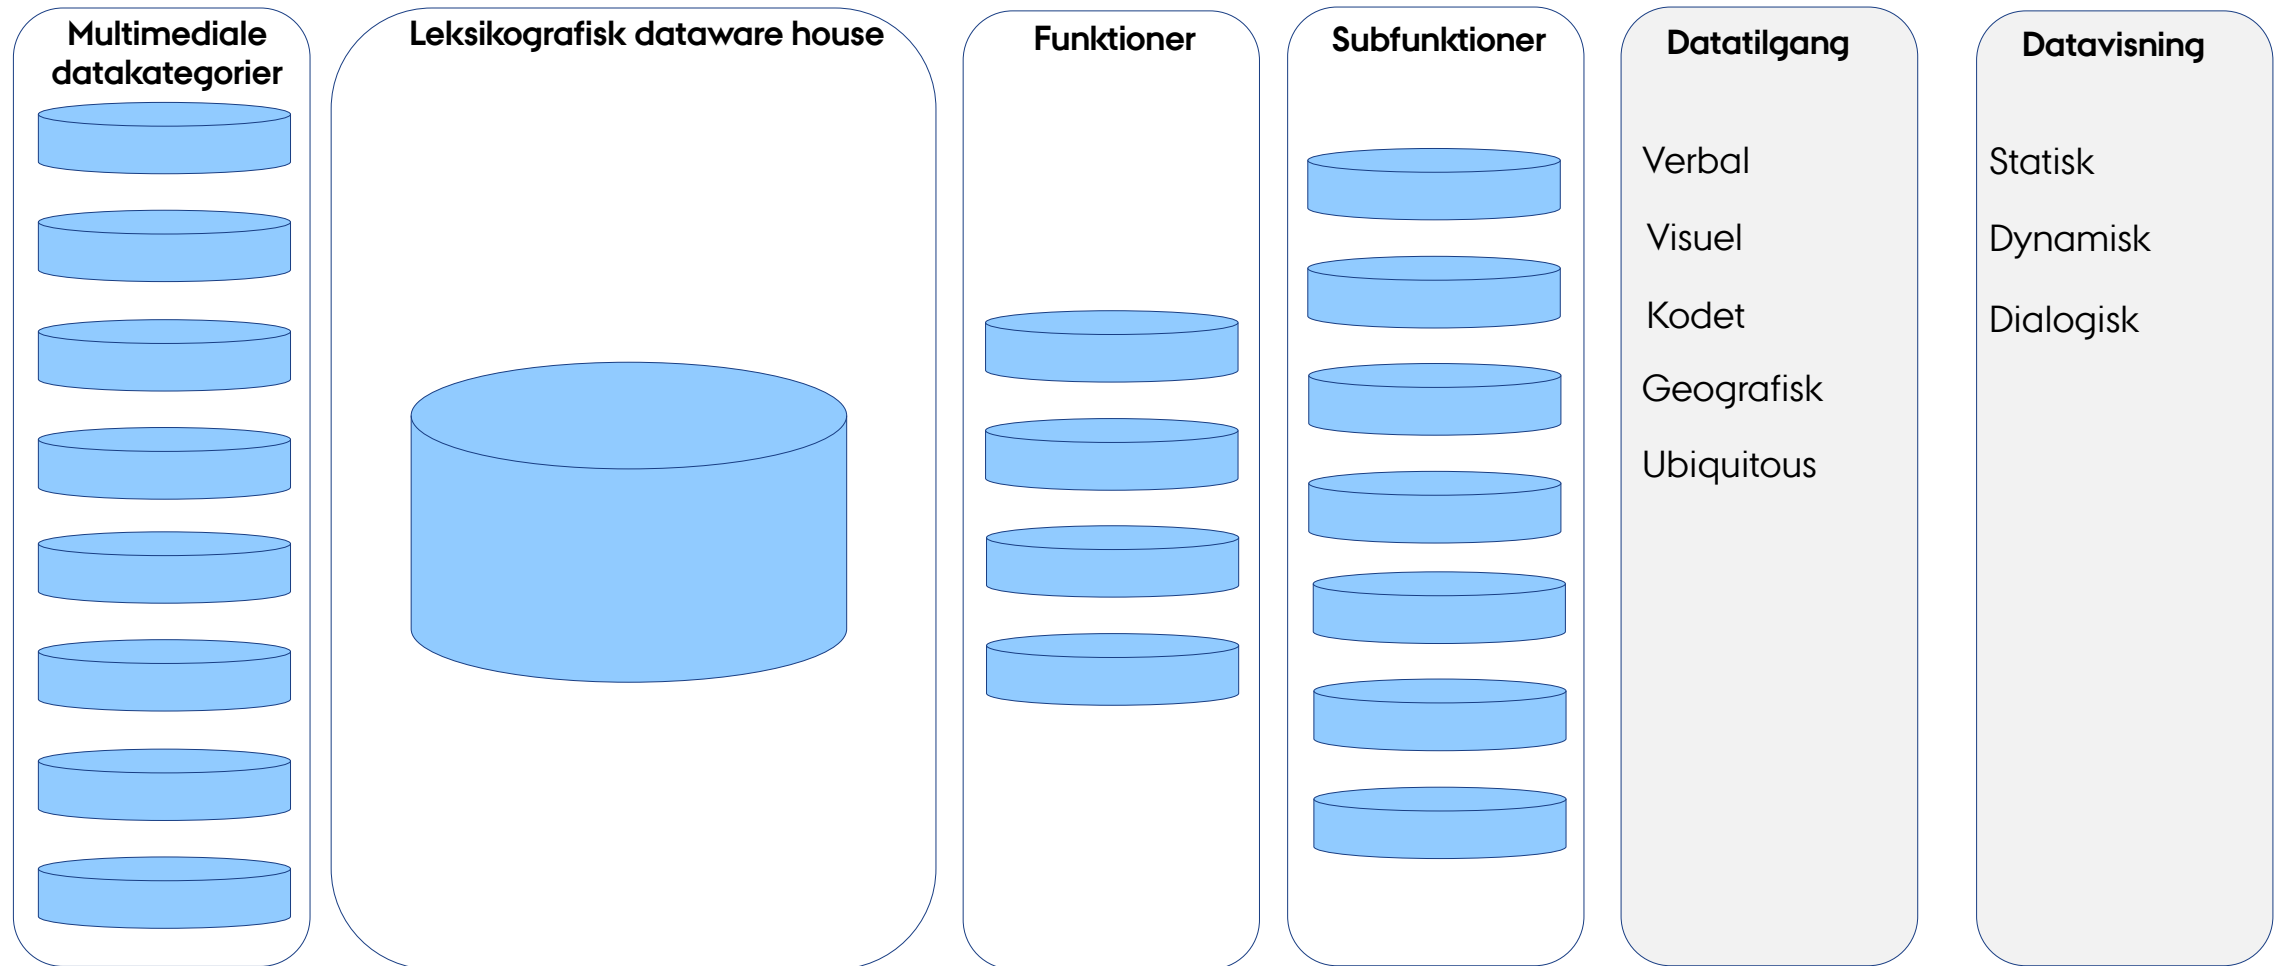 Multimediale
datakategorier
Leksikografisk dataware house
Funktioner
Subfunktioner
Datatilgang
Verbal
Visuel
Kodet
Geografisk
Ubiquitous
Datavisning
Statisk
Dynamisk
Dialogisk